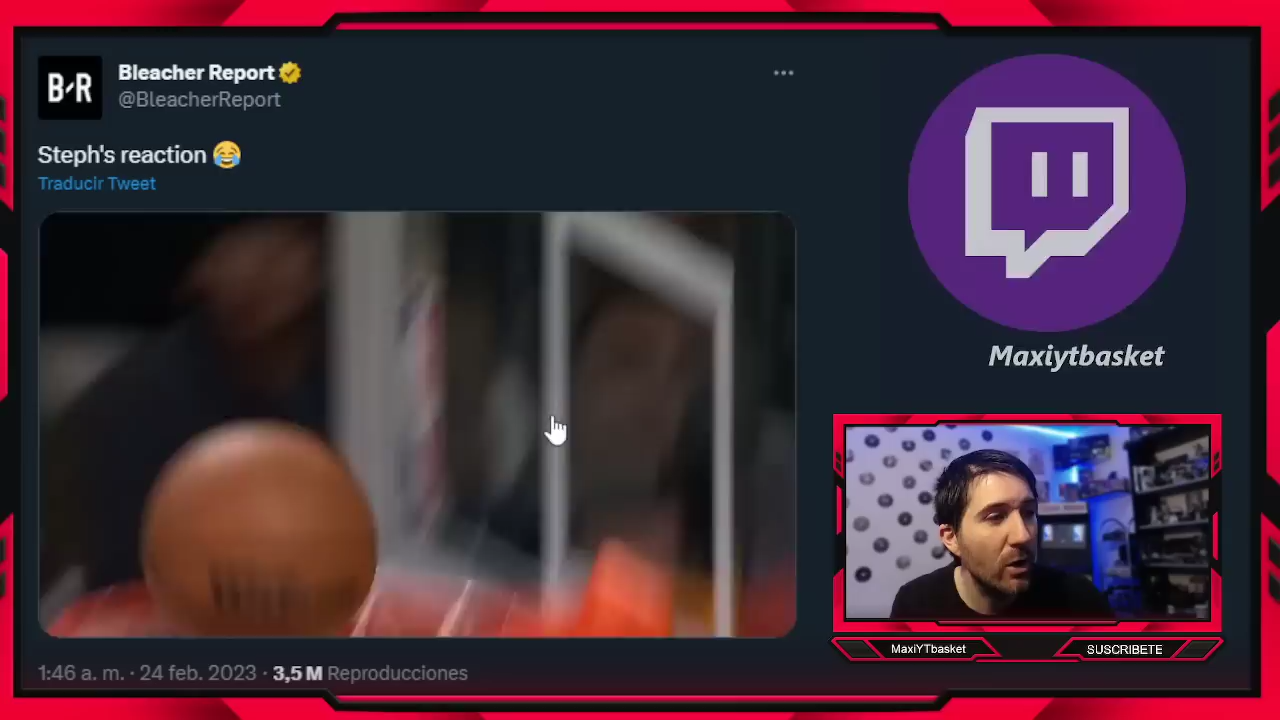 B/R
Bleacher Report
@BleacherReport
Steph's reaction 😂
Traducir Tweet
1:46 a. m. · 24 feb. 2023 · 3,5 M Reproducciones
Maxiytbasket
MaxiYTbasket
SUSCRIBETE